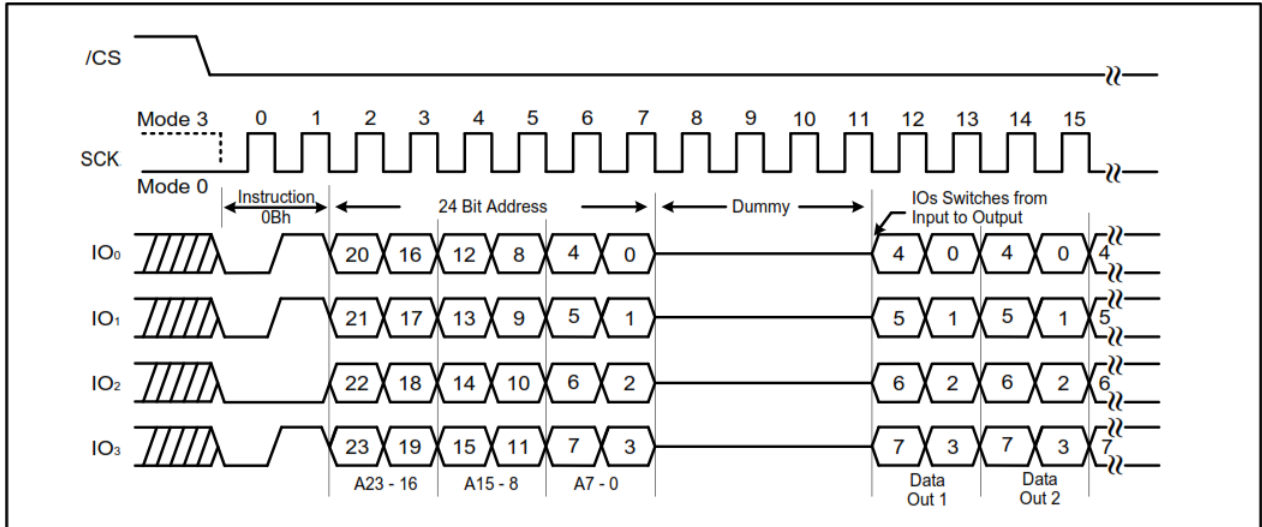 /CS
Mode 3 0 1 2 3 4 5 6 7 8 9 10 11 12 13 14 15
SCK
Mode 0
Instruction
0Bh
24 Bit Address
Dummy
IOs Switches from
Input to Output
IO0 20 16 12 8 4 0 4 0 4 0 4
IO1 21 17 13 9 5 1 5 1 5 1 5
IO2 22 18 14 10 6 2 6 2 6 2 6
IO3 23 19 15 11 7 3 7 3 7 3 7
A23 - 16 A15 - 8 A7 - 0
Data
Out 1
Data
Out 2